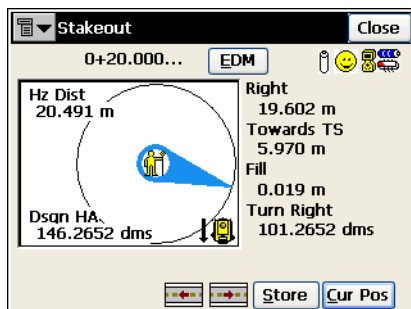 Stakeout
Close
0+20.000...
EDM
Hz Dist
20.491 m
Dsgn HA
146.2652 dms
Right
19.602 m
Towards TS
5.970 m
Fill
0.019 m
Turn Right
101.2652 dms
Store
Cur Pos